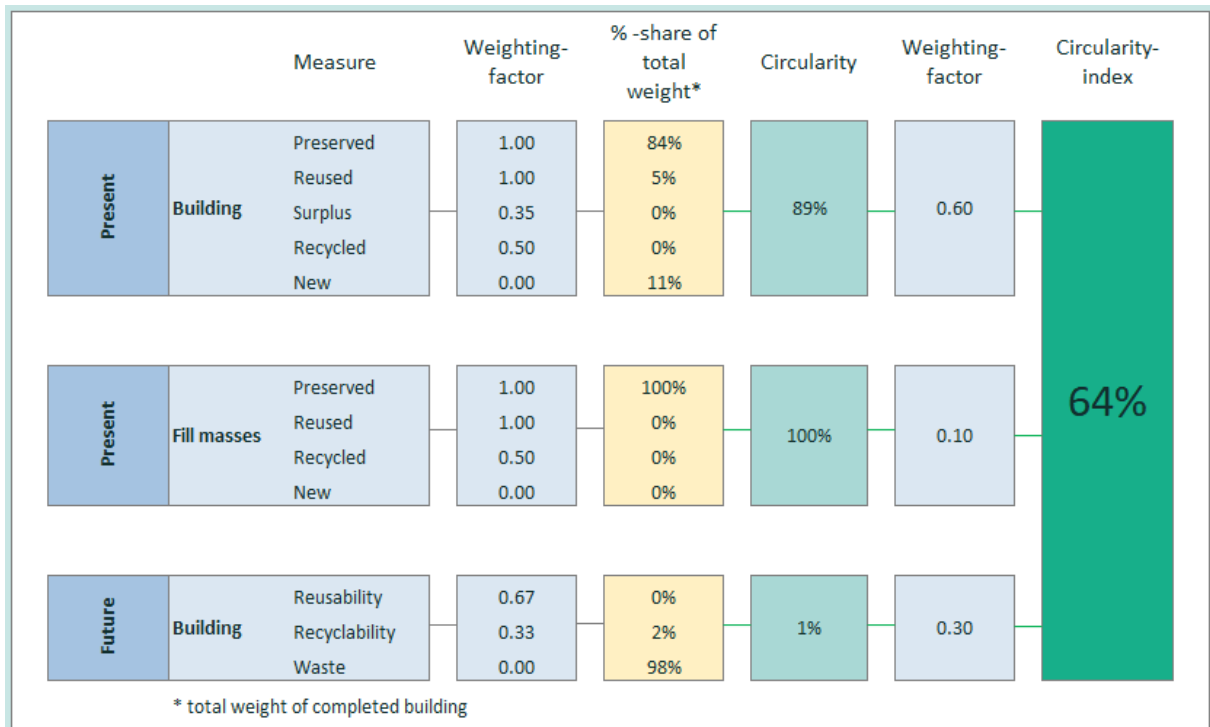 Measure Weighting-factor % -share of total weight* Circularity Weighting-factor Circularity-index
Present
Building
Preserved 1.00 84%
Reused 1.00 5%
Surplus 0.35 0% 89% 0.60
Recycled 0.50 0%
New 0.00 11%
Present
Fill masses
Preserved 1.00 100%
Reused 1.00 0%
100% 0.10
Recycled 0.50 0%
New 0.00 0%
64%
Future
Building
Reusability 0.67 0%
Recyclability 0.33 2% 1% 0.30
Waste 0.00 98%
* total weight of completed building